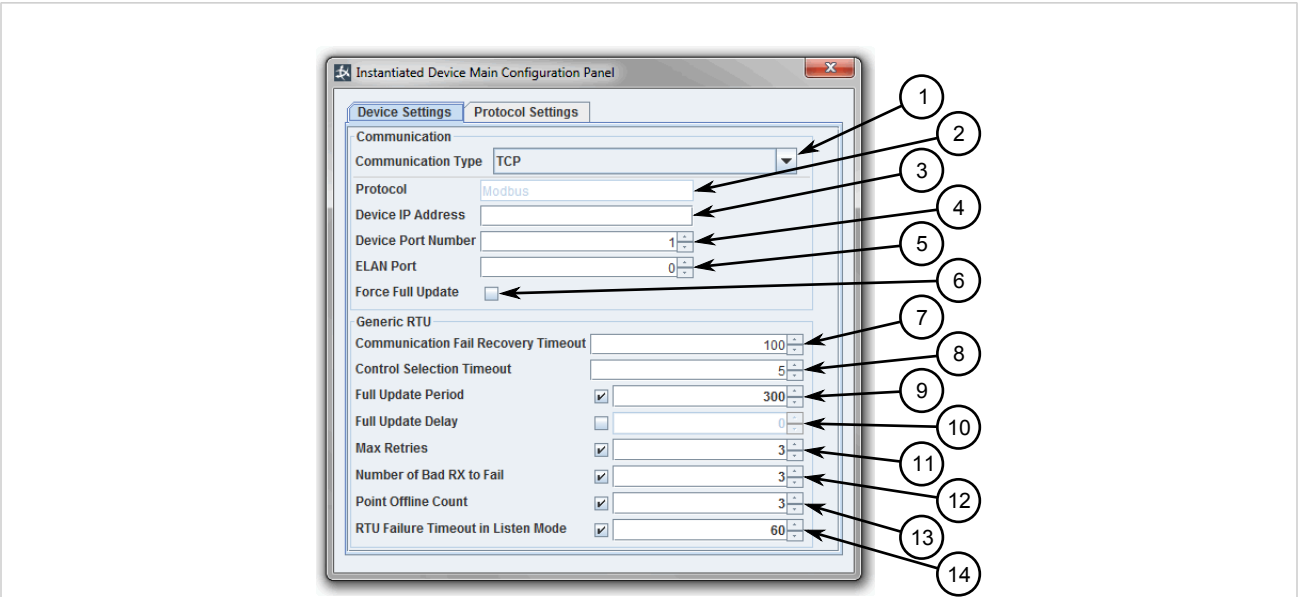 Instantiated Device Main Configuration Panel
Device Settings Protocol Settings
Communication
Communication Type TCP
Protocol Modbus
Device IP Address
Device Port Number 1
ELAN Port 0
Force Full Update
Generic RTU
Communication Fail Recovery Timeout 100
Control Selection Timeout 5
Full Update Period 300
Full Update Delay 0
Max Retries 3
Number of Bad RX to Fail 3
Point Offline Count 3
RTU Failure Timeout in Listen Mode 60
1
2
3
4
5
6
7
8
9
10
11
12
13
14